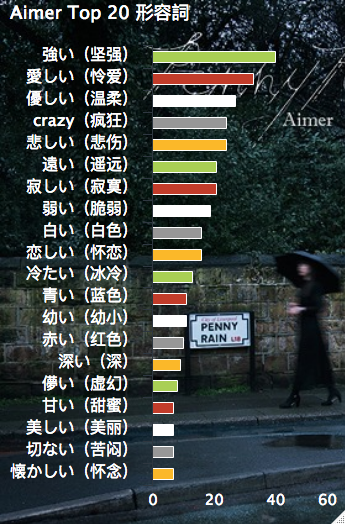 Aimer Top 20 形容詞
強い（坚强）
愛しい（怜爱）
優しい（温柔）
Aimer
crazy（疯狂）
悲しい（悲伤）
遠い（遥远）
寂しい（寂寞）
弱い（脆弱）
白い（白色）
恋しい（怀恋）
冷たい（冰冷）
青い（蓝色）
幼い（幼小）
City of Liverpool
PENNY
RAIN L18
赤い（红色）
深い（深）
儚い（虚幻）
甘い（甜蜜）
美しい（美丽）
切ない（苦闷）
懐かしい（怀念）
0 20 40 60